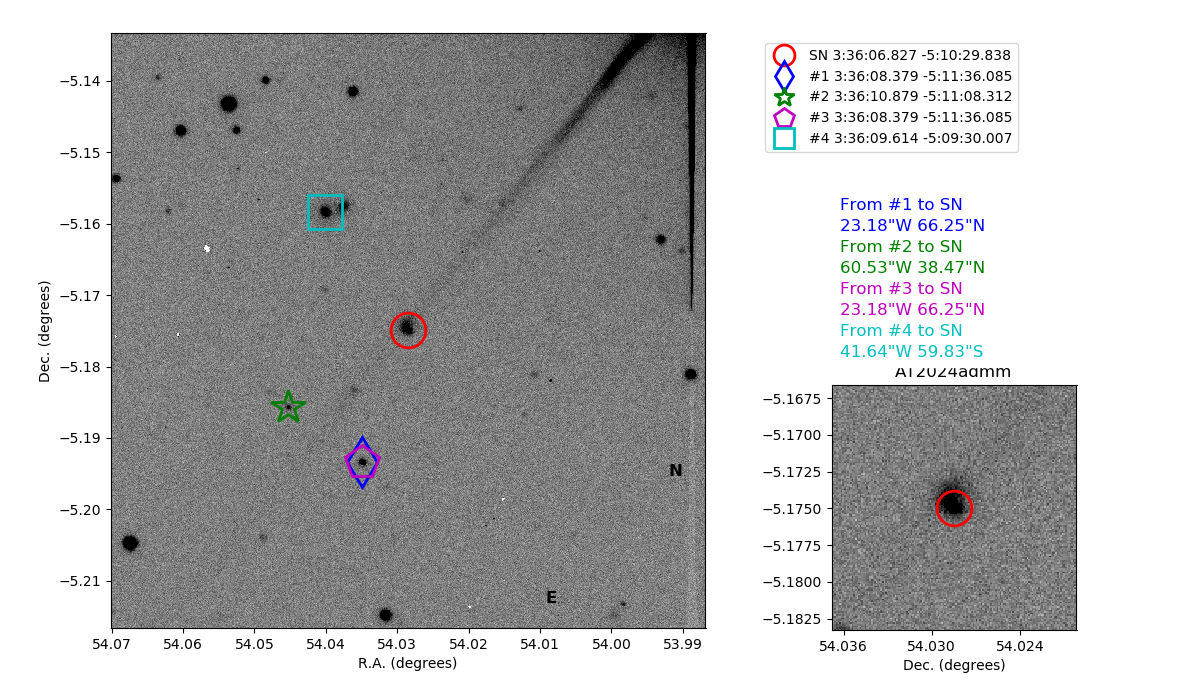 SN 3:36:06.827 -5:10:29.838
#1 3:36:08.379 -5:11:36.085
#2 3:36:10.879 -5:11:08.312
#3 3:36:08.379 -5:11:36.085
#4 3:36:09.614 -5:09:30.007
From #1 to SN
23.18"W 66.25"N
From #2 to SN
60.53"W 38.47"N
From #3 to SN
23.18"W 66.25"N
From #4 to SN
41.64"W 59.83"S
−5.14
−5.15
−5.16
−5.17
−5.18
−5.19
−5.20
−5.21
Dec. (degrees)
N
E
54.07 54.06 54.05 54.04 54.03 54.02 54.01 54.00 53.99
R.A. (degrees)
AT2024admm
−5.1675
−5.1700
−5.1725
−5.1750
−5.1775
−5.1800
−5.1825
54.036 54.030 54.024
Dec. (degrees)